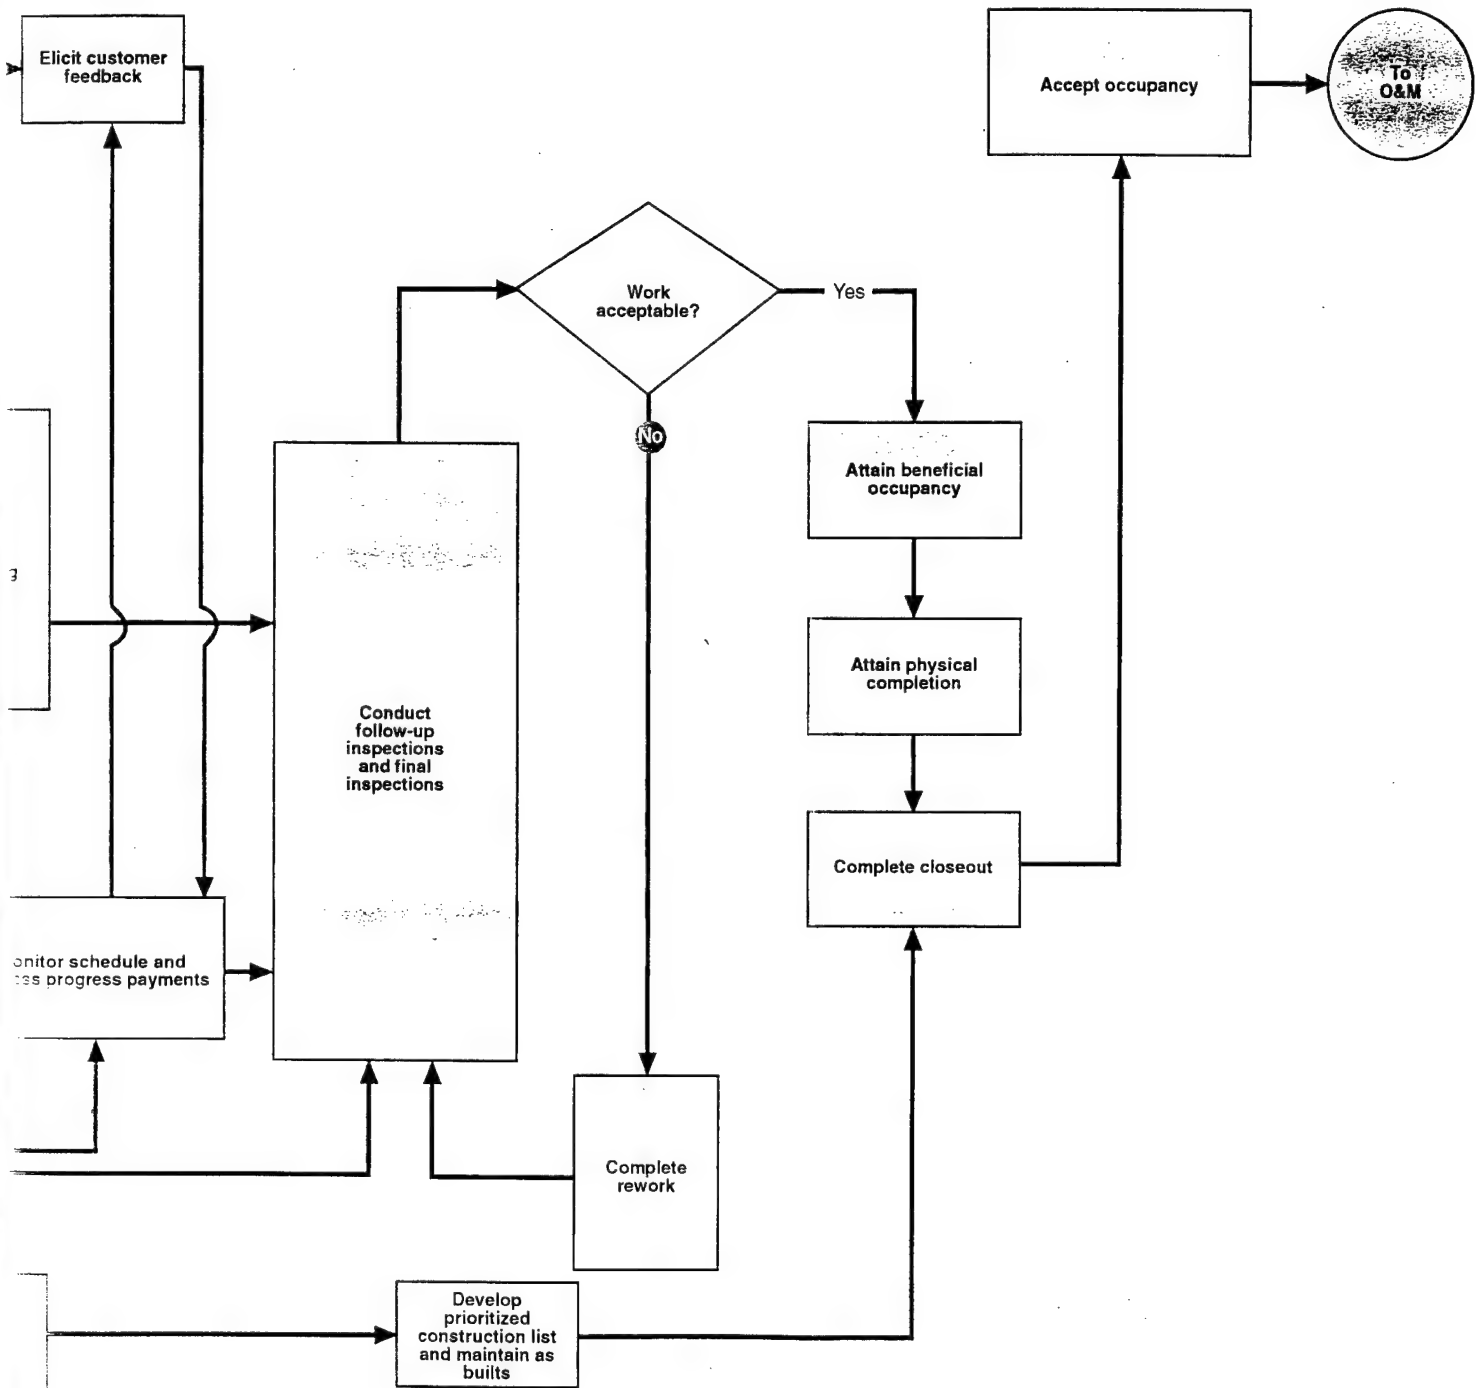 Elicit customer
feedback
Accept occupancy
To
O&M
Work
acceptable?
Yes
No
Attain beneficial
occupancy
Attain physical
completion
Conduct
follow-up
inspections
and final
inspections
Complete closeout
onitor schedule and
ss progress payments
Complete
rework
Develop
prioritized
construction list
and maintain as
builts